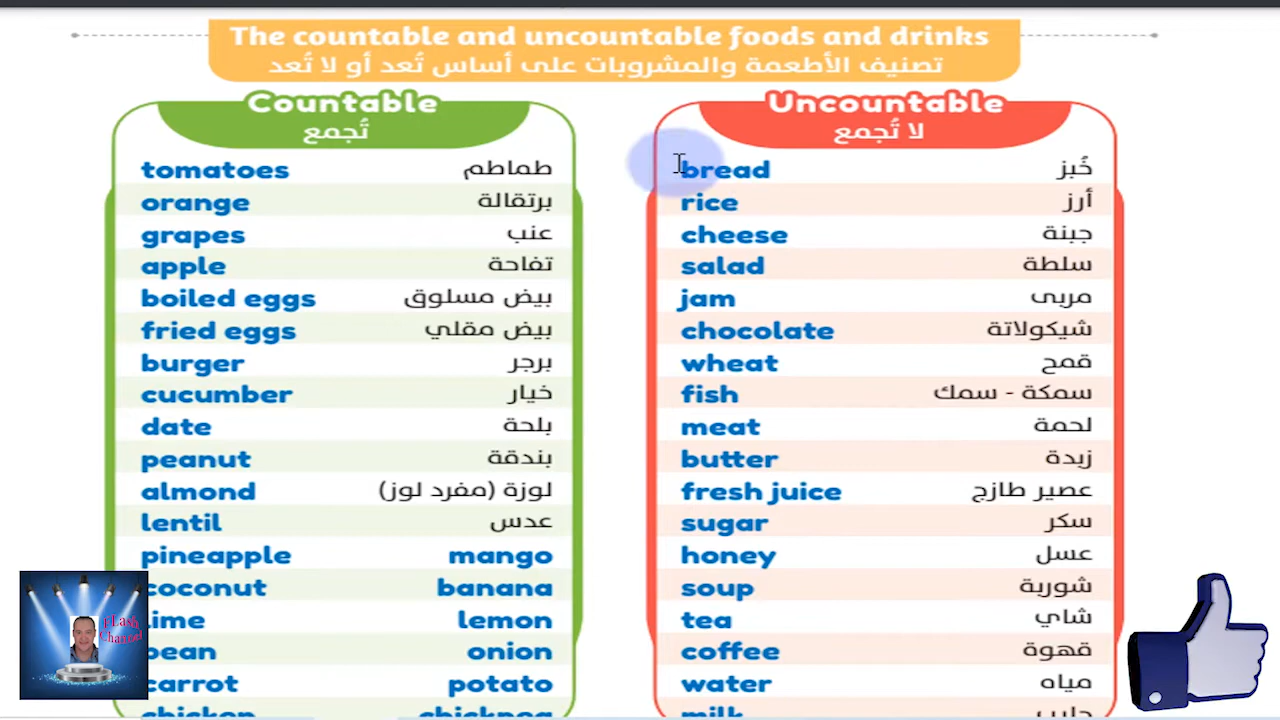 The countable and uncountable foods and drinks
تصنيف الأطعمة والمشروبات على أساس تُعد أو لا تُعد
Countable
تُجمع
tomatoes طماطم
orange برتقالة
grapes عنب
apple تفاحة
boiled eggs بيض مسلوق
fried eggs بيض مقلي
burger برجر
cucumber خيار
date بلحة
peanut بندقة
almond لوزة (مفرد لوز)
lentil عدس
pineapple mango
coconut banana
lime lemon
bean onion
carrot potato
chicken chickpea
Uncountable
لا تُجمع
bread خُبز
rice أرز
cheese جبنة
salad سلطة
jam مربى
chocolate شيكولاتة
wheat قمح
fish سمكة - سمك
meat لحمة
butter زبدة
fresh juice عصير طازج
sugar سكر
honey عسل
soup شوربة
tea شاي
coffee قهوة
water مياه
milk حليب
fLash
Channel